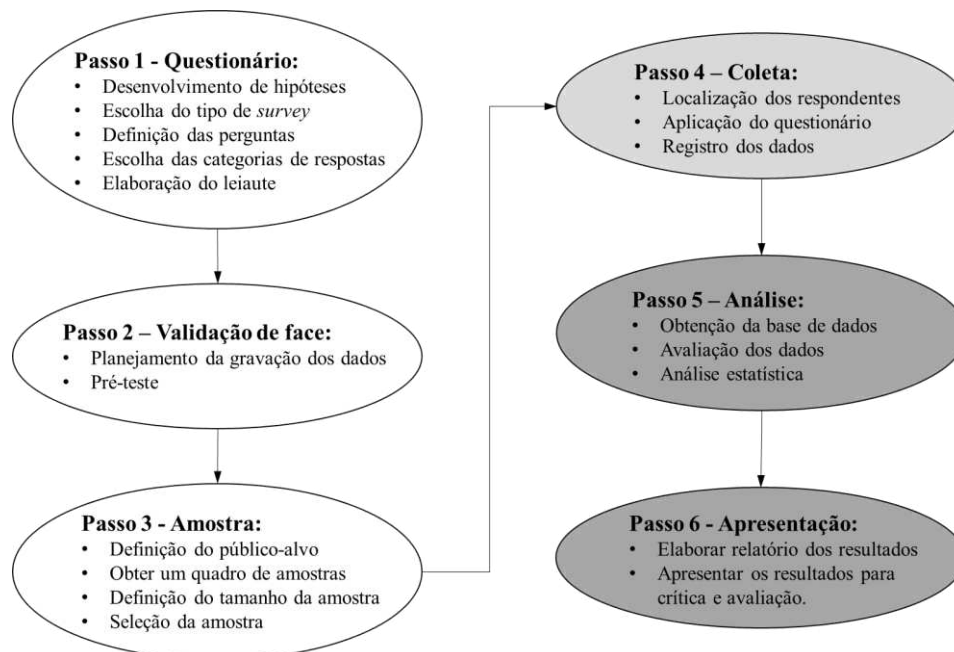 Passo 1 - Questionário:
• Desenvolvimento de hipóteses
• Escolha do tipo de survey
• Definição das perguntas
• Escolha das categorias de respostas
• Elaboração do leiaute
Passo 2 – Validação de face:
• Planejamento da gravação dos dados
• Pré-teste
Passo 3 - Amostra:
• Definição do público-alvo
• Obter um quadro de amostras
• Definição do tamanho da amostra
• Seleção da amostra
Passo 4 – Coleta:
• Localização dos respondentes
• Aplicação do questionário
• Registro dos dados
Passo 5 – Análise:
• Obtenção da base de dados
• Avaliação dos dados
• Análise estatística
Passo 6 - Apresentação:
• Elaborar relatório dos resultados
• Apresentar os resultados para
crítica e avaliação.